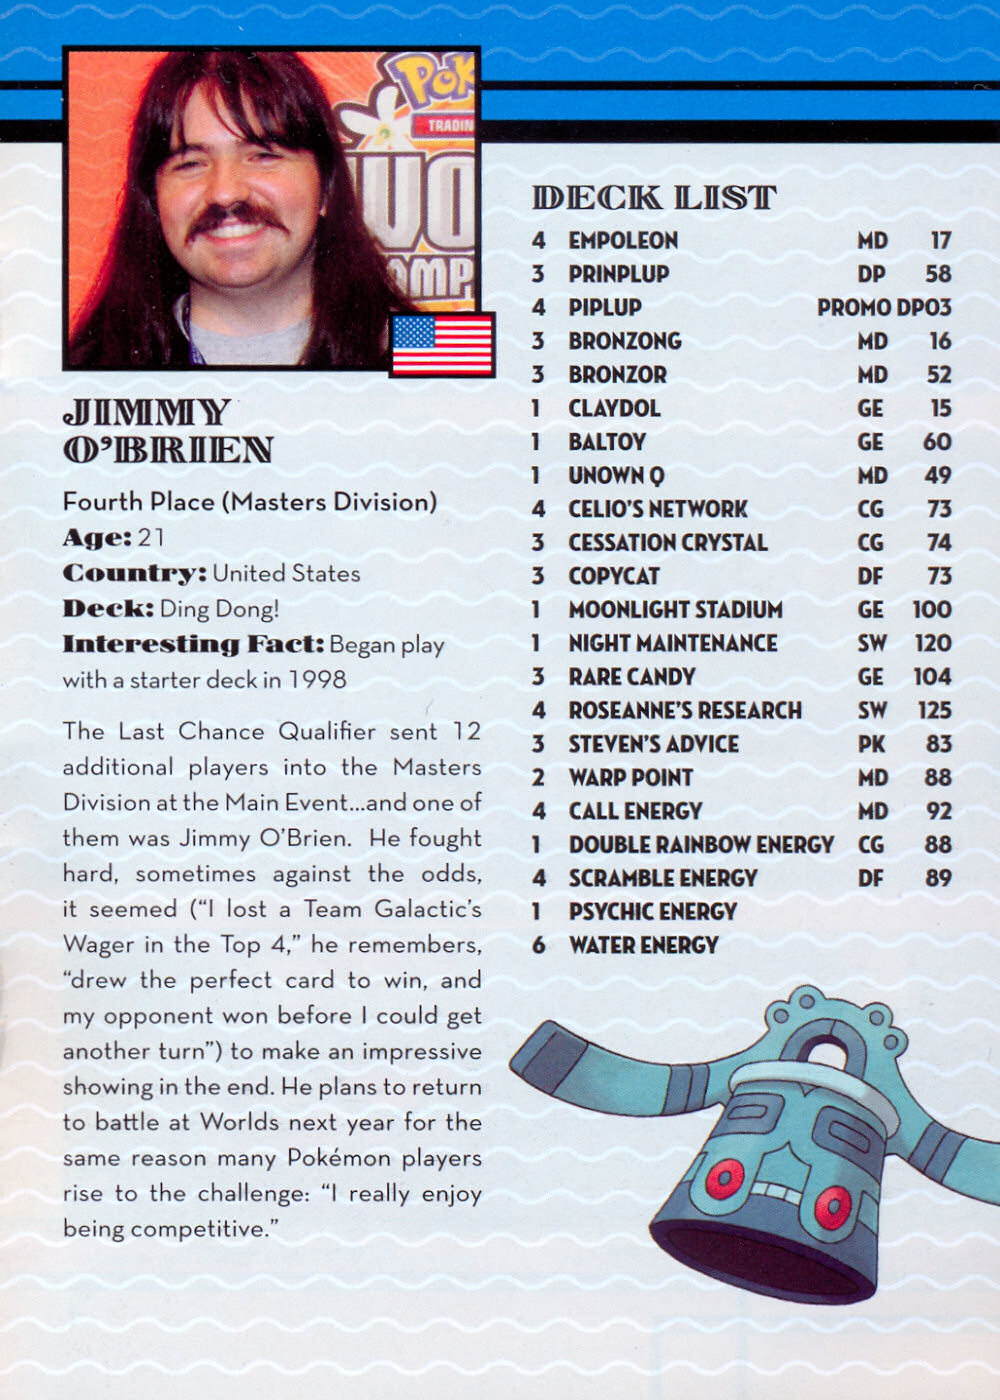 POK
TRADIN
WO
AMP
JIMMY
O'BRIEN
Fourth Place (Masters Division)
Age: 21
Country: United States
Deck: Ding Dong!
Interesting Fact: Began play
with a starter deck in 1998
The Last Chance Qualifier sent 12
additional players into the Masters
Division at the Main Event...and one of
them was Jimmy O'Brien. He fought
hard, sometimes against the odds,
it seemed ("I lost a Team Galactic's
Wager in the Top 4," he remembers,
"drew the perfect card to win, and
my opponent won before I could get
another turn") to make an impressive
showing in the end. He plans to return
to battle at Worlds next year for the
same reason many Pokémon players
rise to the challenge: "I really enjoy
being competitive."
DECK LIST
4 EMPOLEON MD 17
3 PRINPLUP DP 58
4 PIPLUP PROMO DP03
3 BRONZONG MD 16
3 BRONZOR MD 52
1 CLAYDOL GE 15
1 BALTOY GE 60
1 UNOWN Q MD 49
4 CELIO'S NETWORK CG 73
3 CESSATION CRYSTAL CG 74
3 COPYCAT DF 73
1 MOONLIGHT STADIUM GE 100
1 NIGHT MAINTENANCE SW 120
3 RARE CANDY GE 104
4 ROSEANNE'S RESEARCH SW 125
3 STEVEN'S ADVICE PK 83
2 WARP POINT MD 88
4 CALL ENERGY MD 92
1 DOUBLE RAINBOW ENERGY CG 88
4 SCRAMBLE ENERGY DF 89
1 PSYCHIC ENERGY
6 WATER ENERGY